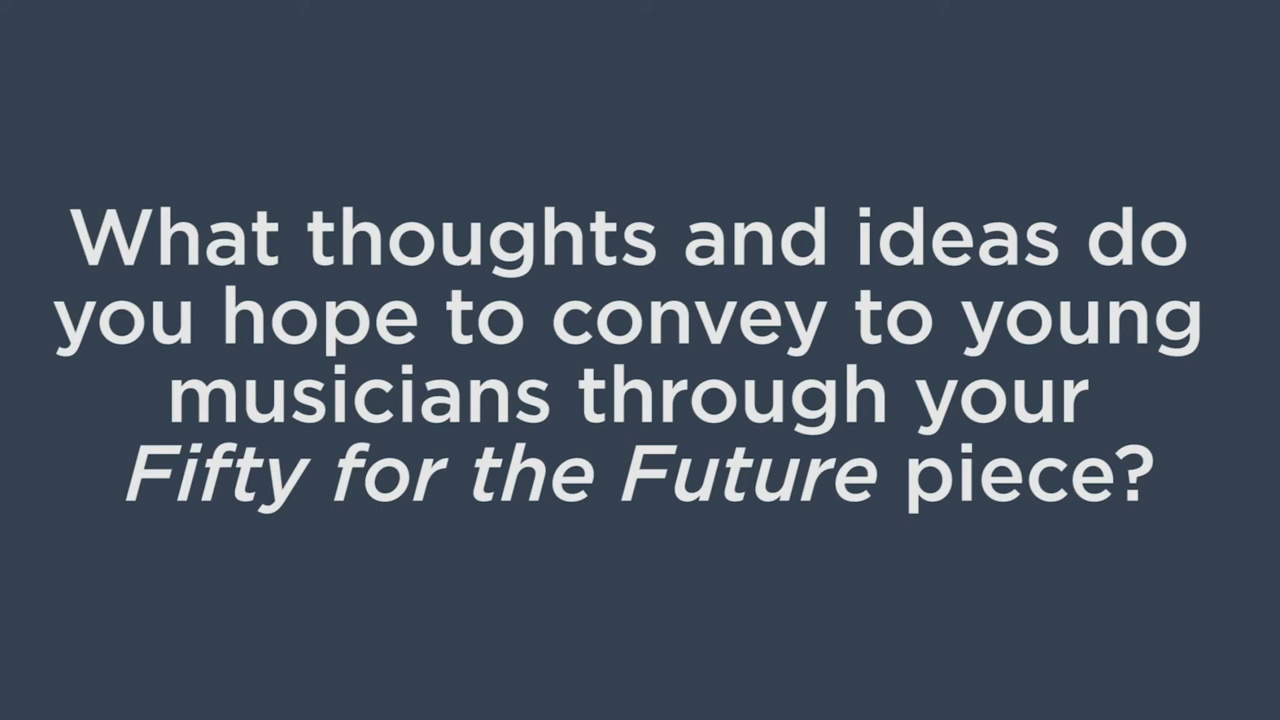 What thoughts and ideas do
you hope to convey to young
musicians through your
Fifty for the Future piece?